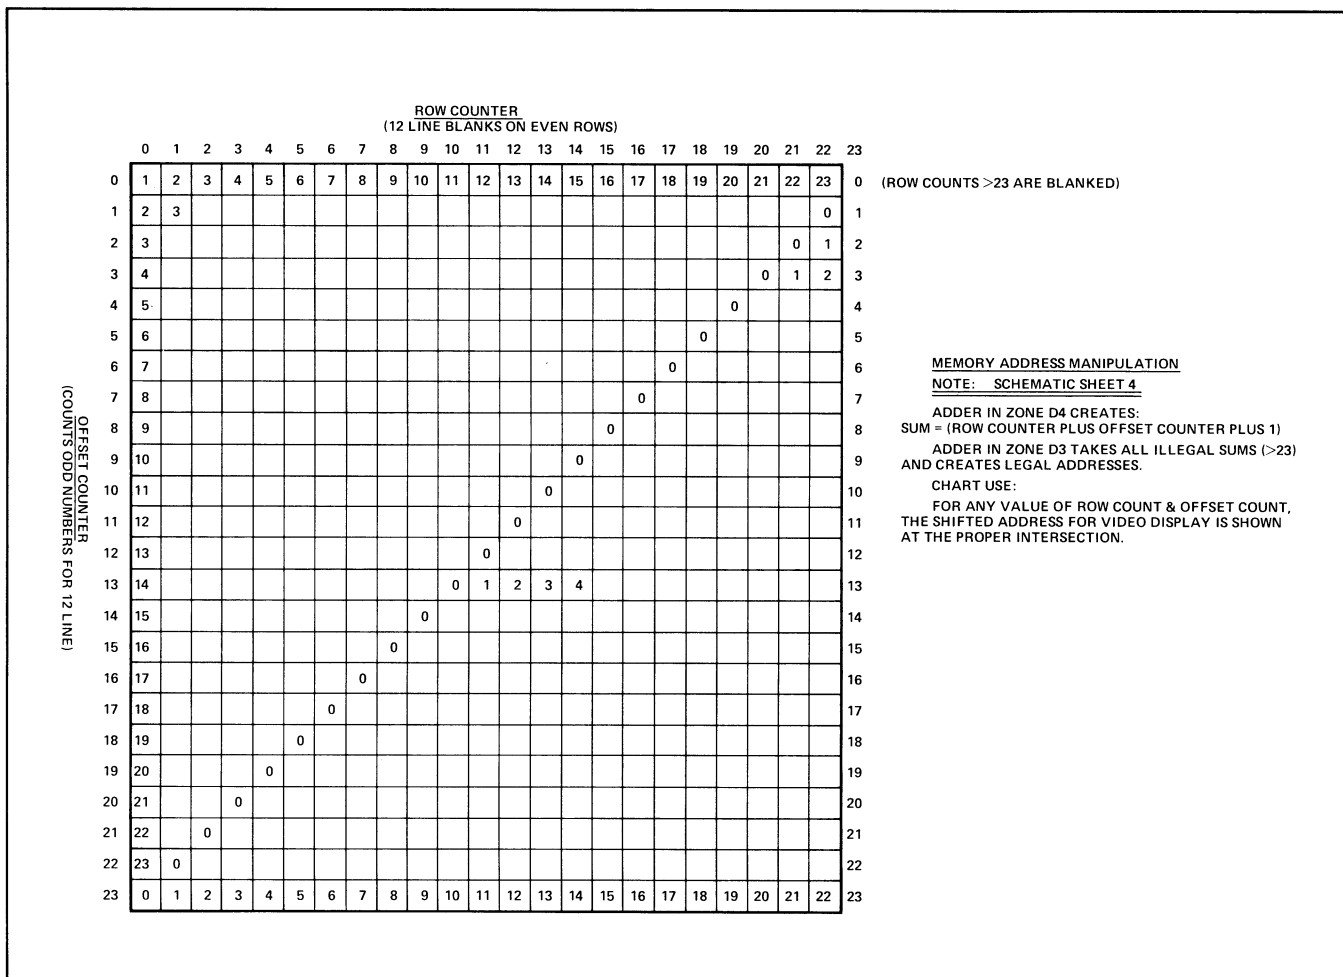 ROW COUNTER
(12 LINE BLANKS ON EVEN ROWS)
0 1 2 3 4 5 6 7 8 9 10 11 12 13 14 15 16 17 18 19 20 21 22 23
0 1 2 3 4 5 6 7 8 9 10 11 12 13 14 15 16 17 18 19 20 21 22 23 0 (ROW COUNTS >23 ARE BLANKED)
1 2 3 0 1
2 3 0 1 2
3 4 0 1 2 3
4 5 0 4
5 6 0 5
6 7 0 6
7 8 0 7
8 9 0 8
9 10 0 9
10 11 0 10
11 12 0 11
12 13 0 12
13 14 0 1 2 3 4 13
14 15 0 14
15 16 0 15
16 17 0 16
17 18 0 17
18 19 0 18
19 20 0 19
20 21 0 20
21 22 0 21
22 23 0 22
23 0 1 2 3 4 5 6 7 8 9 10 11 12 13 14 15 16 17 18 19 20 21 22 23
OFFSET COUNTER
(COUNTS ODD NUMBERS FOR 12 LINE)
MEMORY ADDRESS MANIPULATION
NOTE: SCHEMATIC SHEET 4
ADDER IN ZONE D4 CREATES:
SUM = (ROW COUNTER PLUS OFFSET COUNTER PLUS 1)
ADDER IN ZONE D3 TAKES ALL ILLEGAL SUMS (>23)
AND CREATES LEGAL ADDRESSES.
CHART USE:
FOR ANY VALUE OF ROW COUNT & OFFSET COUNT,
THE SHIFTED ADDRESS FOR VIDEO DISPLAY IS SHOWN
AT THE PROPER INTERSECTION.